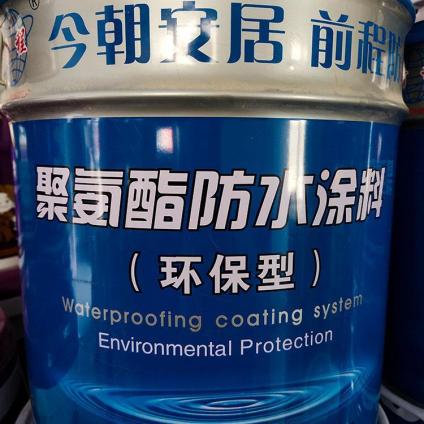 今朝安居 前程防
聚氨酯防水涂料
(环保型)
Waterproofing coating system
Environmental Protection